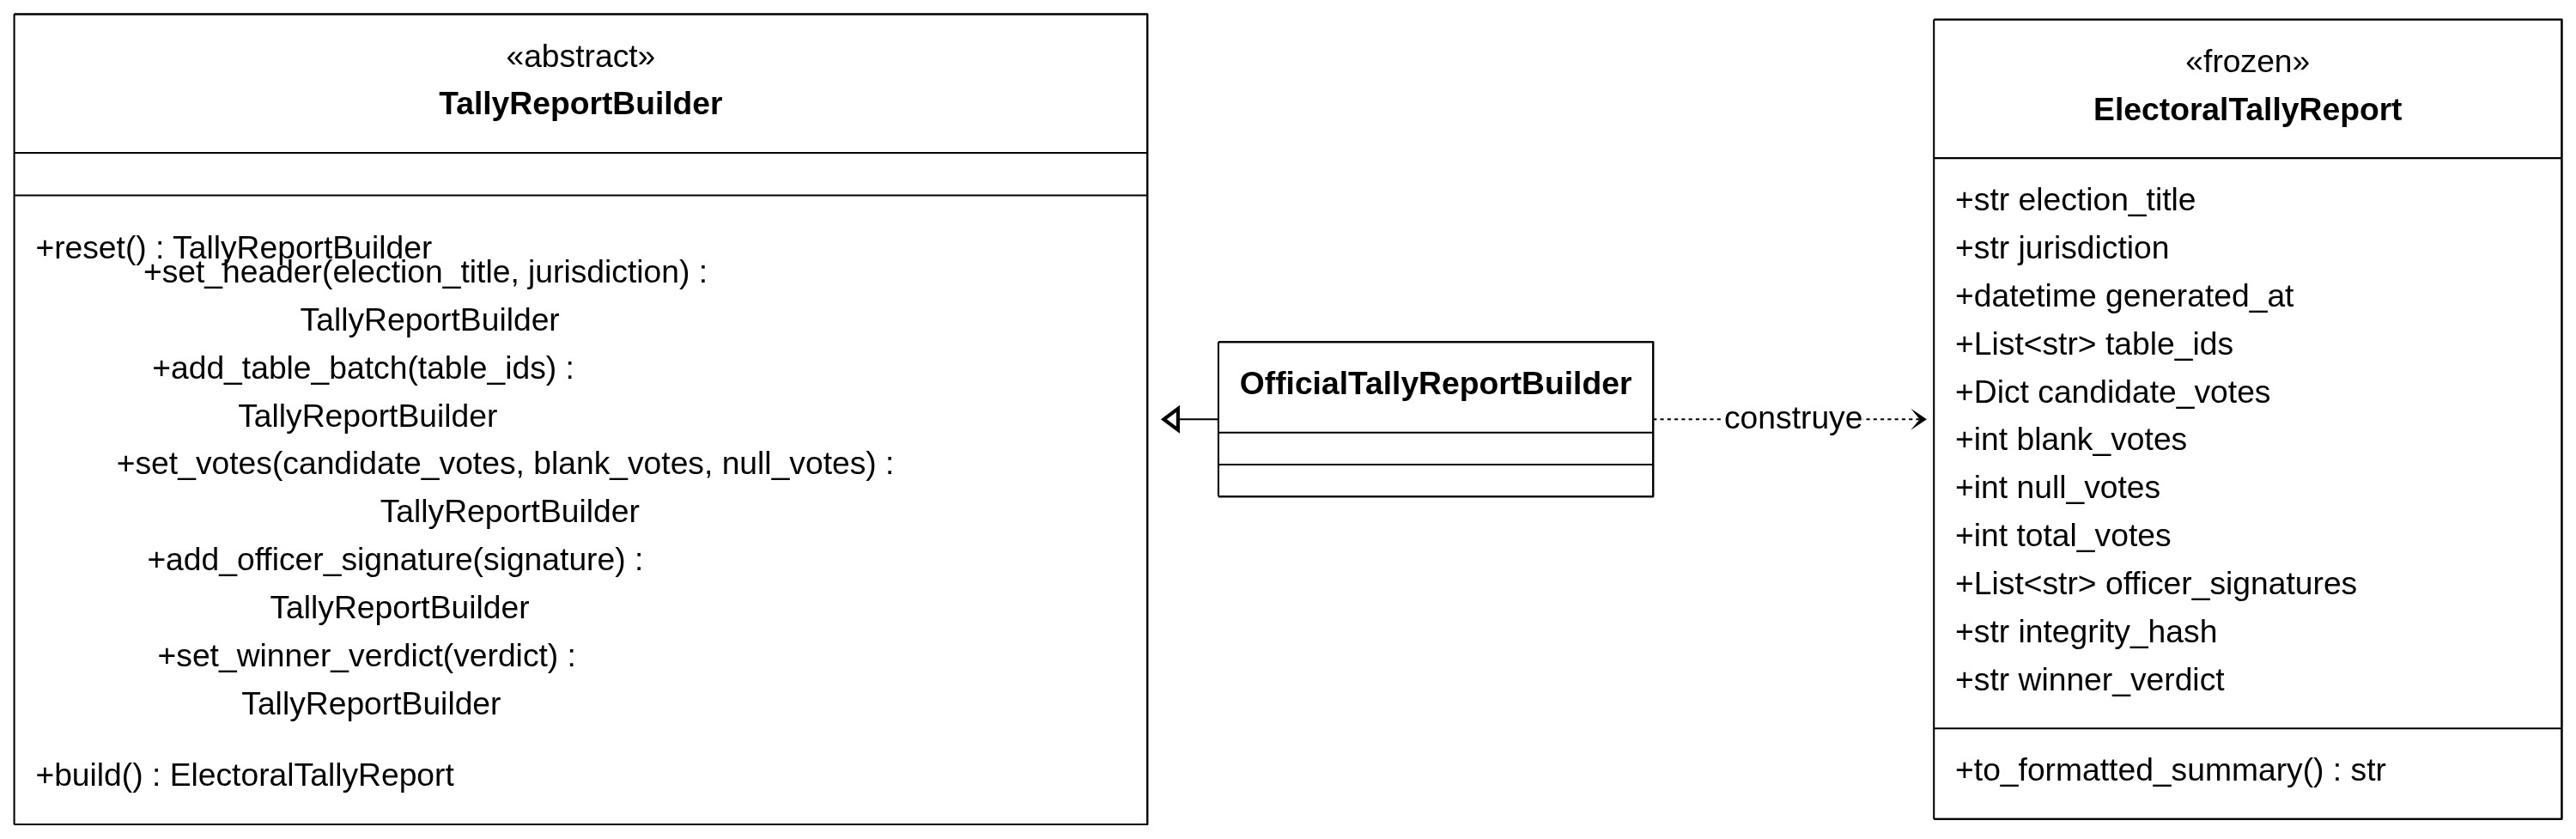 «abstract»
TallyReportBuilder
+reset() : TallyReportBuilder
+set_header(election_title, jurisdiction) :
TallyReportBuilder
+add_table_batch(table_ids) :
TallyReportBuilder
+set_votes(candidate_votes, blank_votes, null_votes) :
TallyReportBuilder
+add_officer_signature(signature) :
TallyReportBuilder
+set_winner_verdict(verdict) :
TallyReportBuilder
+build() : ElectoralTallyReport
OfficialTallyReportBuilder
construye
«frozen»
ElectoralTallyReport
+str election_title
+str jurisdiction
+datetime generated_at
+List<str> table_ids
+Dict candidate_votes
+int blank_votes
+int null_votes
+int total_votes
+List<str> officer_signatures
+str integrity_hash
+str winner_verdict
+to_formatted_summary() : str